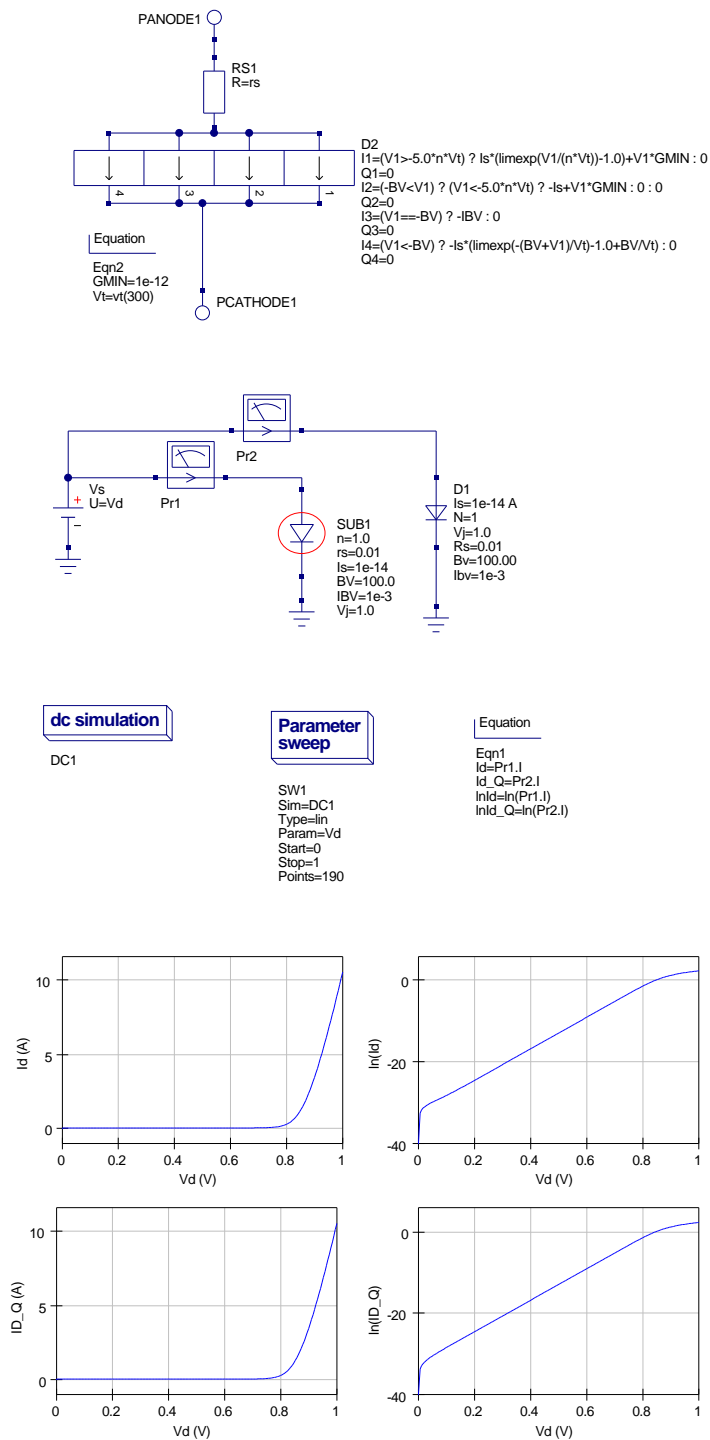 PANODE1
RS1
R=rs
D2
I1=(V1>-5.0*n*Vt) ? Is*(limexp(V1/(n*Vt))-1.0)+V1*GMIN : 0
Q1=0
I2=(-BV<V1) ? (V1<-5.0*n*Vt) ? -Is+V1*GMIN : 0 : 0
Q2=0
I3=(V1==-BV) ? -IBV : 0
Q3=0
I4=(V1<-BV) ? -Is*(limexp(-(BV+V1)/Vt)-1.0+BV/Vt) : 0
Q4=0
4 3 2 1
Equation
Eqn2
GMIN=1e-12
Vt=vt(300)
PCATHODE1
Pr2
Pr1
Vs
U=Vd
+
SUB1
n=1.0
rs=0.01
Is=1e-14
BV=100.0
IBV=1e-3
Vj=1.0
D1
Is=1e-14 A
N=1
Vj=1.0
Rs=0.01
Bv=100.00
Ibv=1e-3
dc simulation
DC1
Parameter
sweep
SW1
Sim=DC1
Type=lin
Param=Vd
Start=0
Stop=1
Points=190
Equation
Eqn1
Id=Pr1.I
Id_Q=Pr2.I
lnId=ln(Pr1.I)
lnId_Q=ln(Pr2.I)
Id (A)
10
5
0
0 0.2 0.4 0.6 0.8 1
Vd (V)
ln(Id)
0
-20
-40
0 0.2 0.4 0.6 0.8 1
Vd (V)
ID_Q (A)
10
5
0
0 0.2 0.4 0.6 0.8 1
Vd (V)
ln(ID_Q)
0
-20
-40
0 0.2 0.4 0.6 0.8 1
Vd (V)